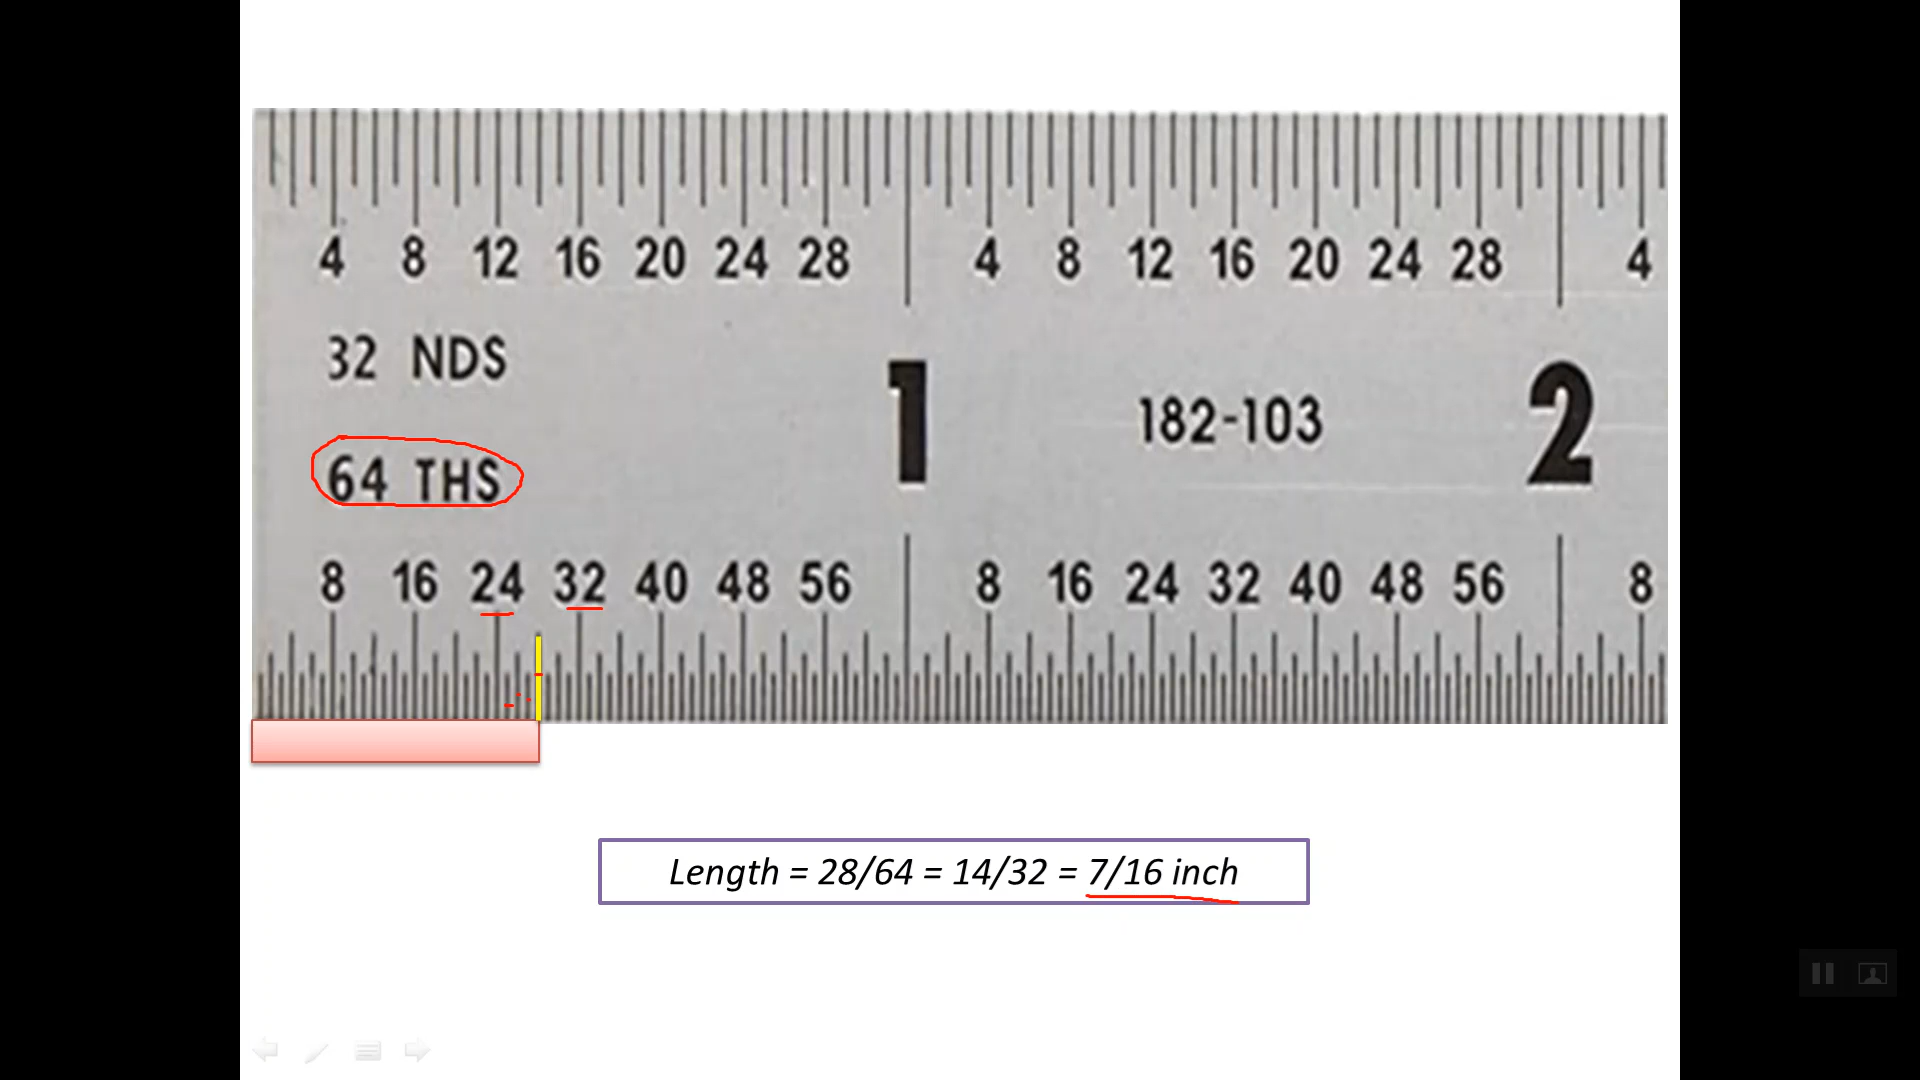 4 8 12 16 20 24 28 4 8 12 16 20 24 28 4
32 NDS
1 182-103 2
64 THS
8 16 24 32 40 48 56 8 16 24 32 40 48 56 8
Length = 28/64 = 14/32 = 7/16 inch